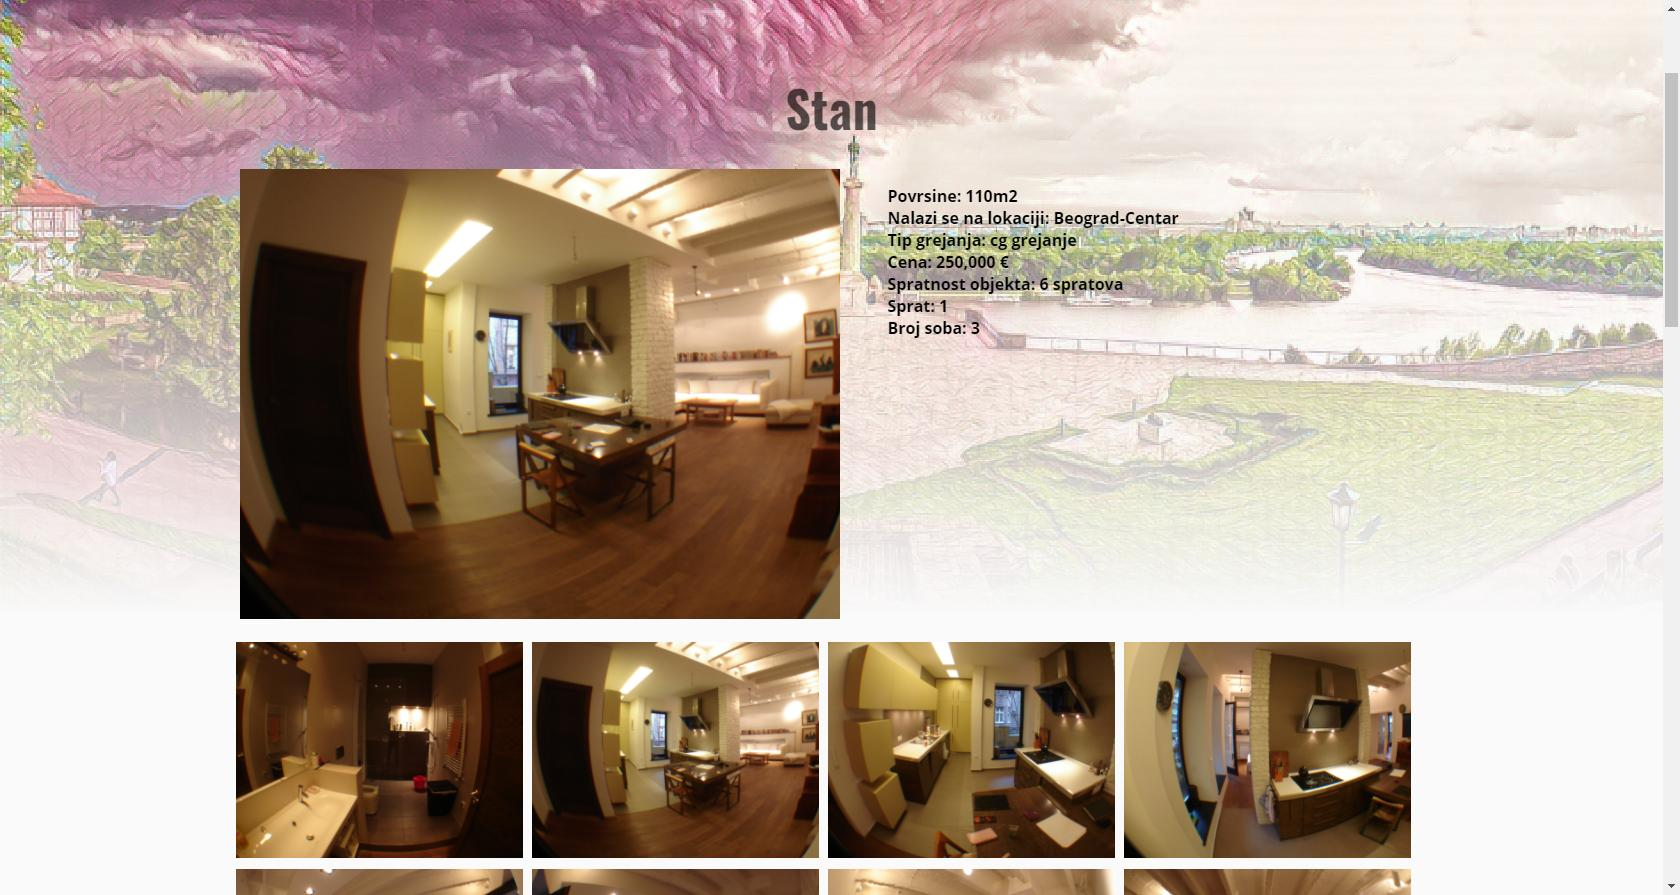 Stan
Povrsine: 110m2
Nalazi se na lokaciji: Beograd-Centar
Tip grejanja: cg grejanje
Cena: 250,000 €
Spratnost objekta: 6 spratova
Sprat: 1
Broj soba: 3